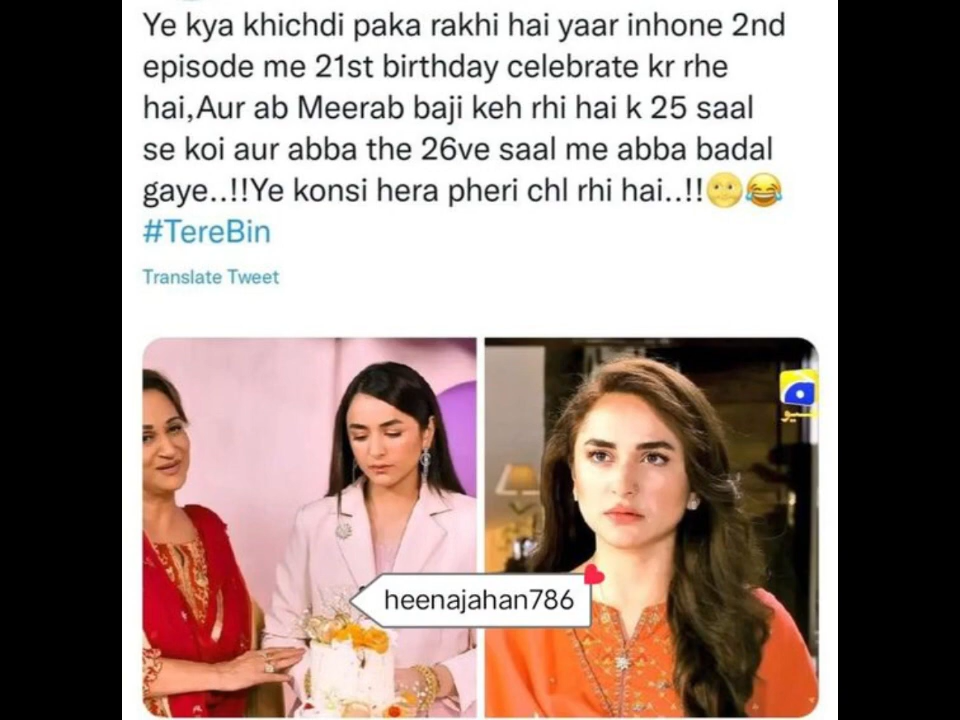 Ye kya khichdi paka rakhi hai yaar inhone 2nd
episode me 21st birthday celebrate kr rhe
hai,Aur ab Meerab baji keh rhi hai k 25 saal
se koi aur abba the 26ve saal me abba badal
gaye..!!Ye konsi hera pheri chl rhi hai..!!🌝😂
#TereBin
Translate Tweet
جیو
heenajahan786